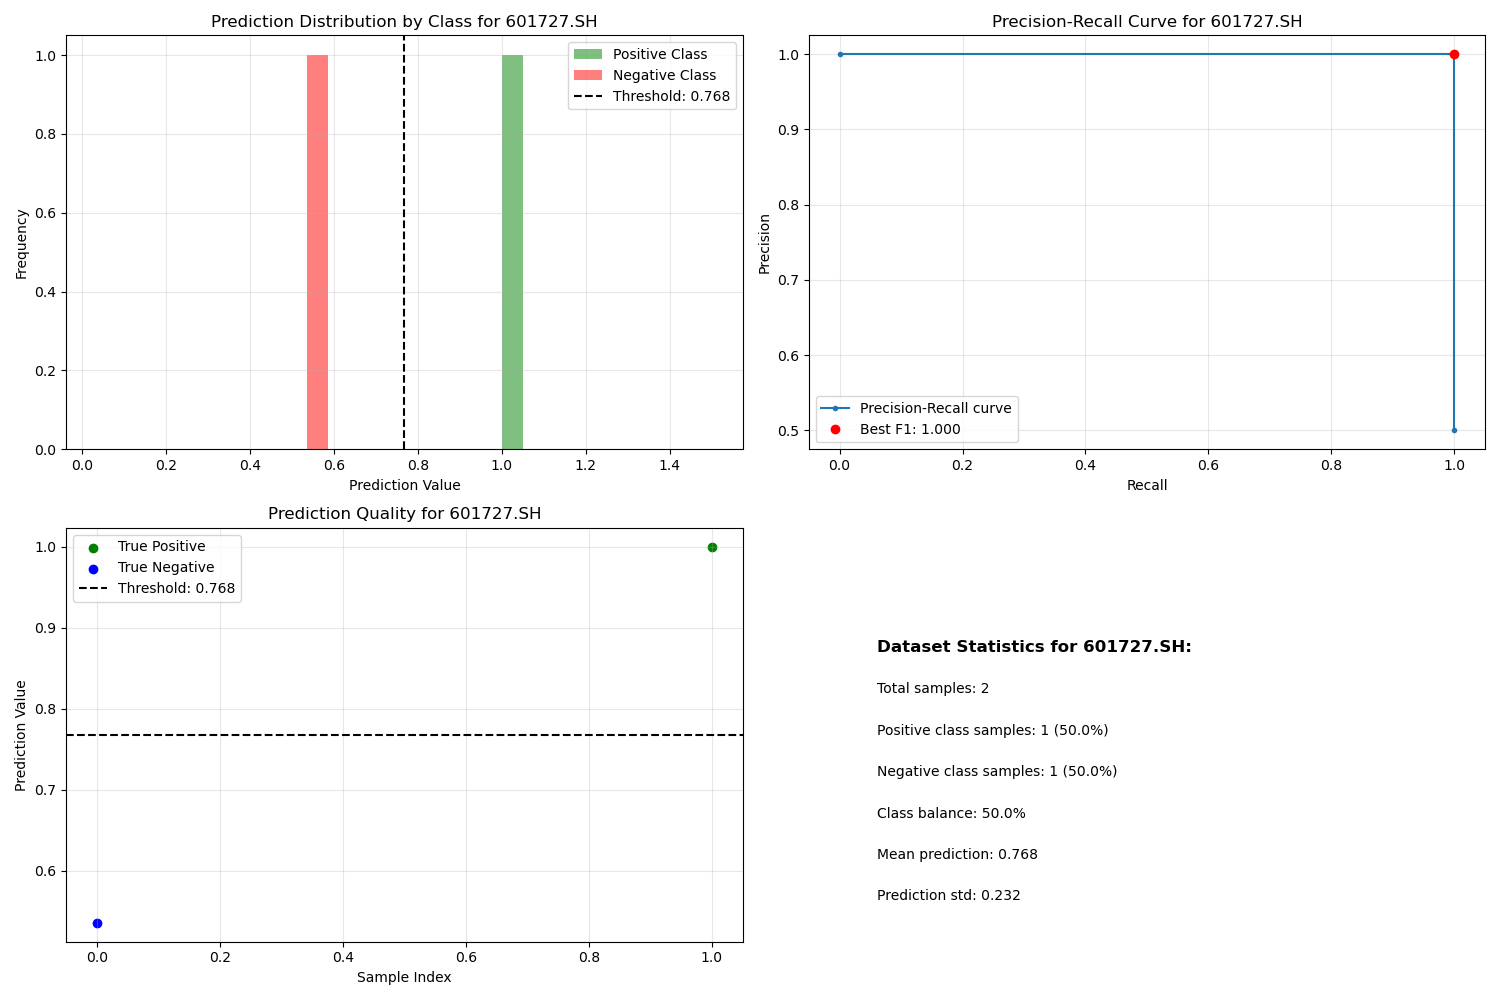 Prediction Distribution by Class for 601727.SH
Frequency
1.0
0.8
0.6
0.4
0.2
0.0
0.0 0.2 0.4 0.6 0.8 1.0 1.2 1.4
Prediction Value
Positive Class
Negative Class
Threshold: 0.768
Precision-Recall Curve for 601727.SH
Precision
1.0
0.9
0.8
0.7
0.6
0.5
0.0 0.2 0.4 0.6 0.8 1.0
Recall
Precision-Recall curve
Best F1: 1.000
Prediction Quality for 601727.SH
Prediction Value
1.0
0.9
0.8
0.7
0.6
0.0 0.2 0.4 0.6 0.8 1.0
Sample Index
True Positive
True Negative
Threshold: 0.768
Dataset Statistics for 601727.SH:
Total samples: 2
Positive class samples: 1 (50.0%)
Negative class samples: 1 (50.0%)
Class balance: 50.0%
Mean prediction: 0.768
Prediction std: 0.232